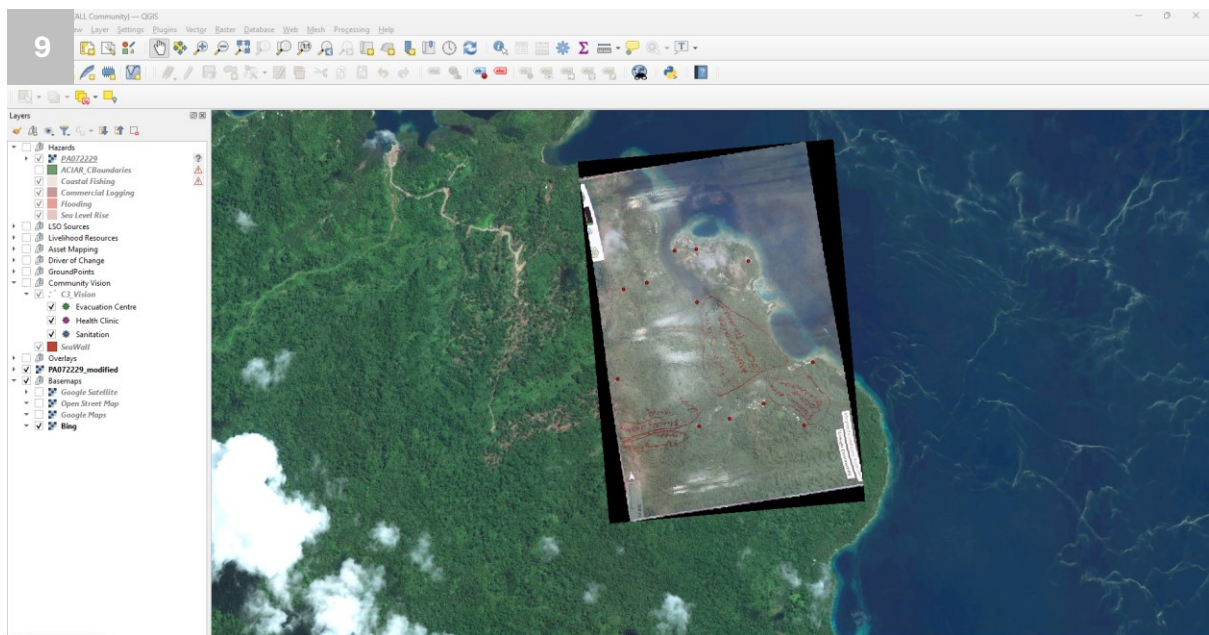 9
ALL Community) — QGIS
Layer Settings Plugins Vector Raster Database Web Mesh Processing Help
Layers
Hazards
PA072229
?
ACIAR_CBoundaries
Coastal Fishing
Commercial Logging
Flooding
Sea Level Rise
LSO Sources
Livelihood Resources
Asset Mapping
Driver of Change
GroundPoints
Community Vision
C3_Vision
Evacuation Centre
Health Clinic
Sanitation
SeaWall
Overlays
PA072229_modified
Basemaps
Google Satellite
Open Street Map
Google Maps
Bing